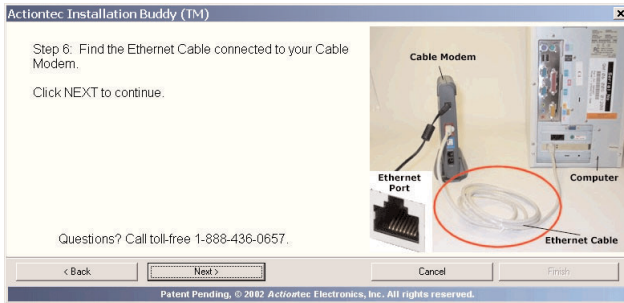 Actiontec Installation Buddy (TM)
Step 6: Find the Ethernet Cable connected to your Cable
Modem.
Click NEXT to continue.
Cable Modem
Ethernet
Port
Computer
Ethernet Cable
Questions? Call toll-free 1-888-436-0657.
< Back
Next >
Cancel
Finish
Patent Pending, © 2002 Actiontec Electronics, Inc. All rights reserved.